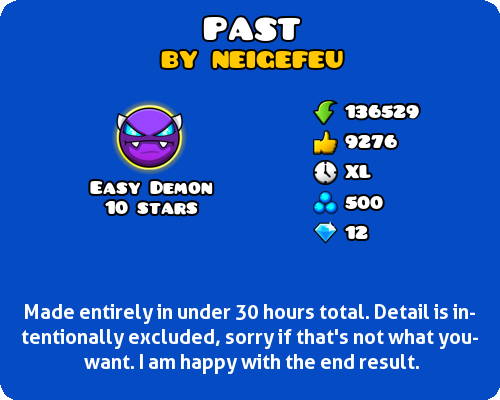 PAST
BY NEIGEFEU
136529
9276
XL
500
12
EASY DEMON
10 STARS
Made entirely in under 30 hours total. Detail is in-
tentionally excluded, sorry if that's not what you-
want. I am happy with the end result.